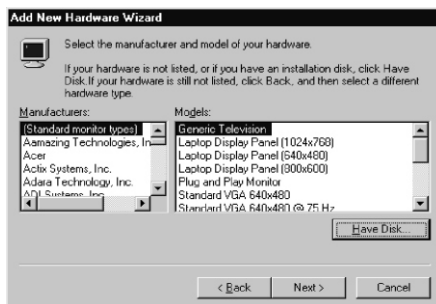 Add New Hardware Wizard
Select the manufacturer and model of your hardware.
If your hardware is not listed, or if you have an installation disk, click Have
Disk. If your hardware is still not listed, click Back, and then select a different
hardware type.
Manufacturers:
(Standard monitor types)
Aamazing Technologies, In
Acer
Actix Systems, Inc.
Adara Technology, Inc.
ADI Systems, Inc.
Models:
Generic Television
Laptop Display Panel (1024x768)
Laptop Display Panel (640x480)
Laptop Display Panel (800x600)
Plug and Play Monitor
Standard VGA 640x480
Standard VGA 640x480 @ 75 Hz
Have Disk...
< Back
Next >
Cancel